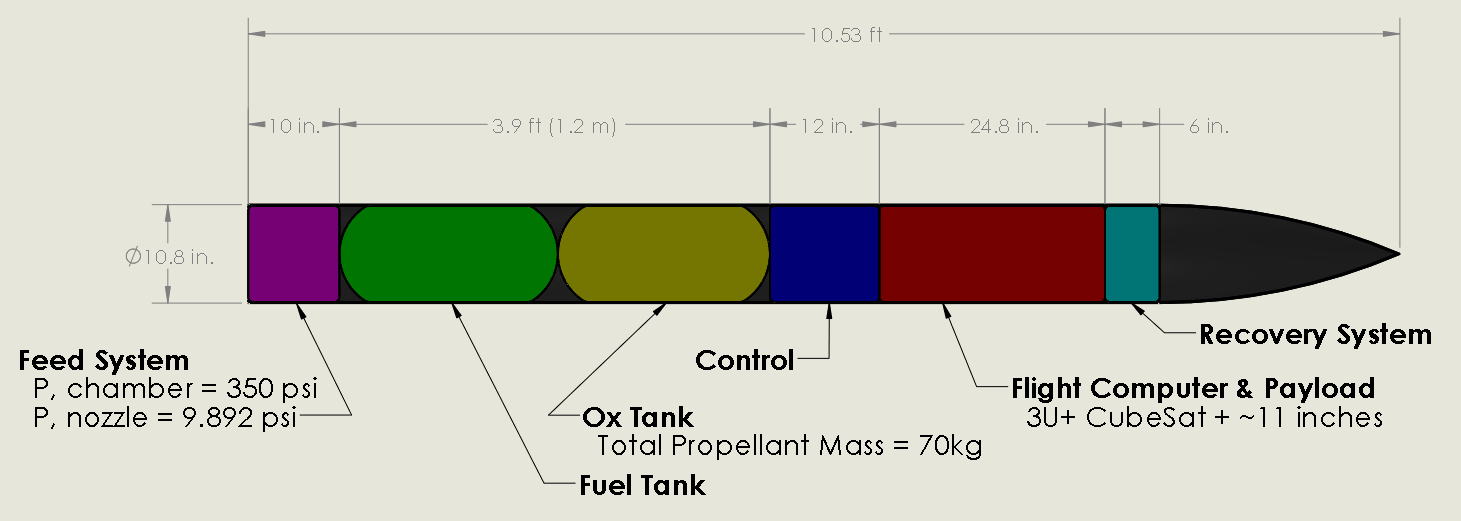 10.53 ft
10 in.
3.9 ft (1.2 m)
12 in.
24.8 in.
6 in.
Ø10.8 in.
Recovery System
Feed System
P, chamber = 350 psi
P, nozzle = 9.892 psi
Control
Flight Computer & Payload
3U+ CubeSat + ~11 inches
Ox Tank
Total Propellant Mass = 70kg
Fuel Tank